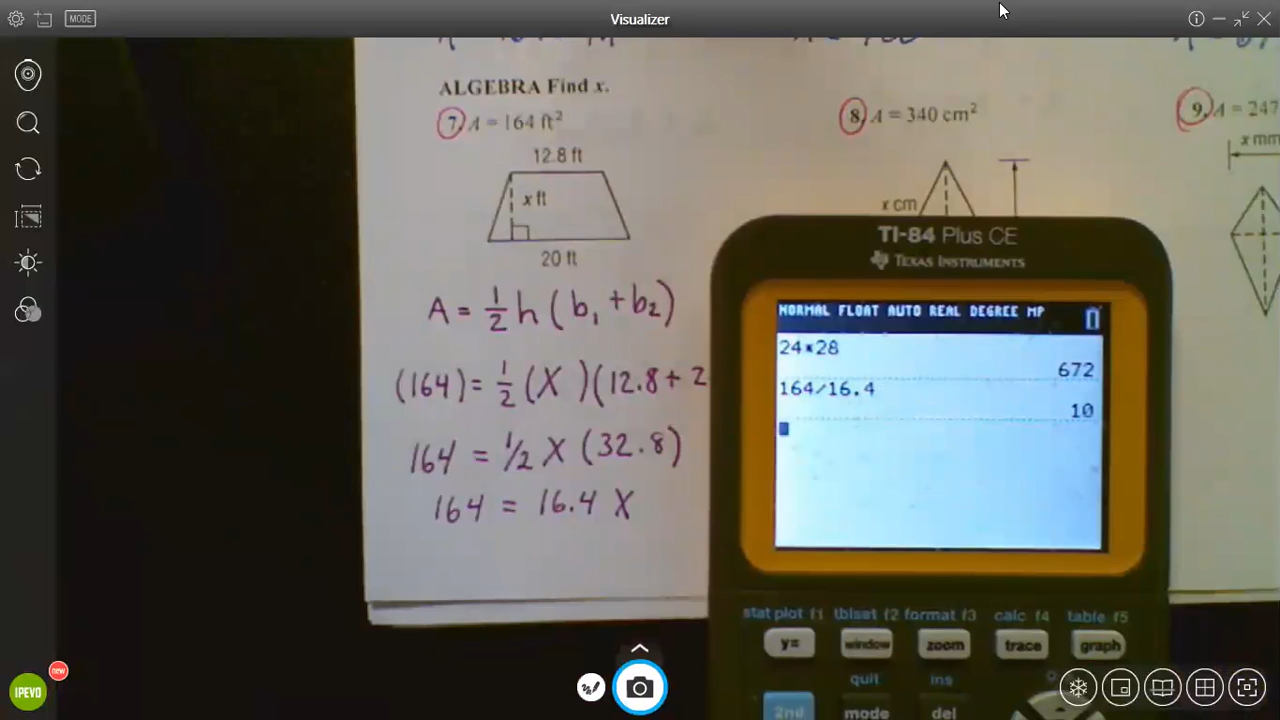 MODE
Visualizer
ALGEBRA Find x.
7. A = 164 ft²
12.8 ft
x ft
20 ft
A = 1/2 h ( b₁ + b₂ )
(164) = 1/2 (X )(12.8 + 2
164 = 1/2 X (32.8)
164 = 16.4 X
8. A = 340 cm²
x cm
9. A = 247
x mm
TI-84 Plus CE
TEXAS INSTRUMENTS
NORMAL FLOAT AUTO REAL DEGREE MP
24*28
672
164/16.4
10
stat plot f1 tblset f2 format f3 calc f4 table f5
y= window zoom trace graph
quit ins
2nd mode del
new
IPEVO